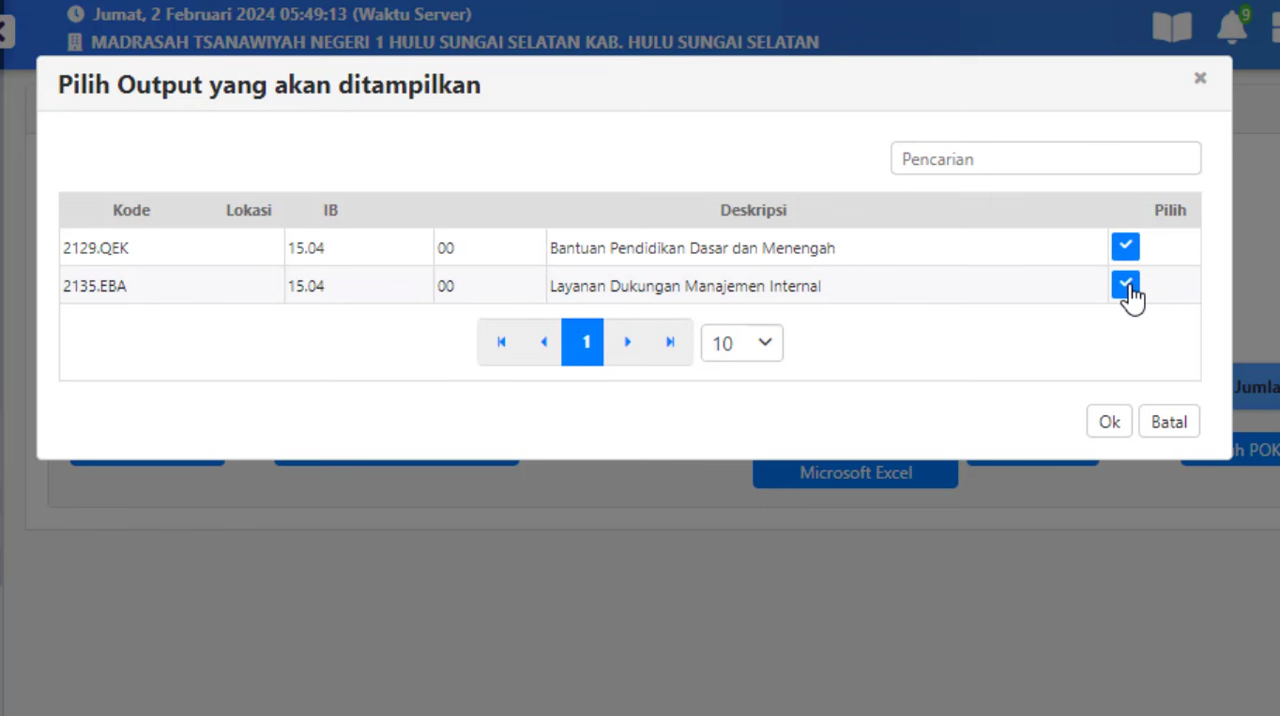 Jumat, 2 Februari 2024 05:49:13 (Waktu Server)
9
MADRASAH TSANAWIYAH NEGERI 1 HULU SUNGAI SELATAN KAB. HULU SUNGAI SELATAN
Pilih Output yang akan ditampilkan
Pencarian
Kode Lokasi IB Deskripsi Pilih
2129.QEK 15.04 00 Bantuan Pendidikan Dasar dan Menengah
2135.EBA 15.04 00 Layanan Dukungan Manajemen Internal
1 10
Ok Batal
Microsoft Excel